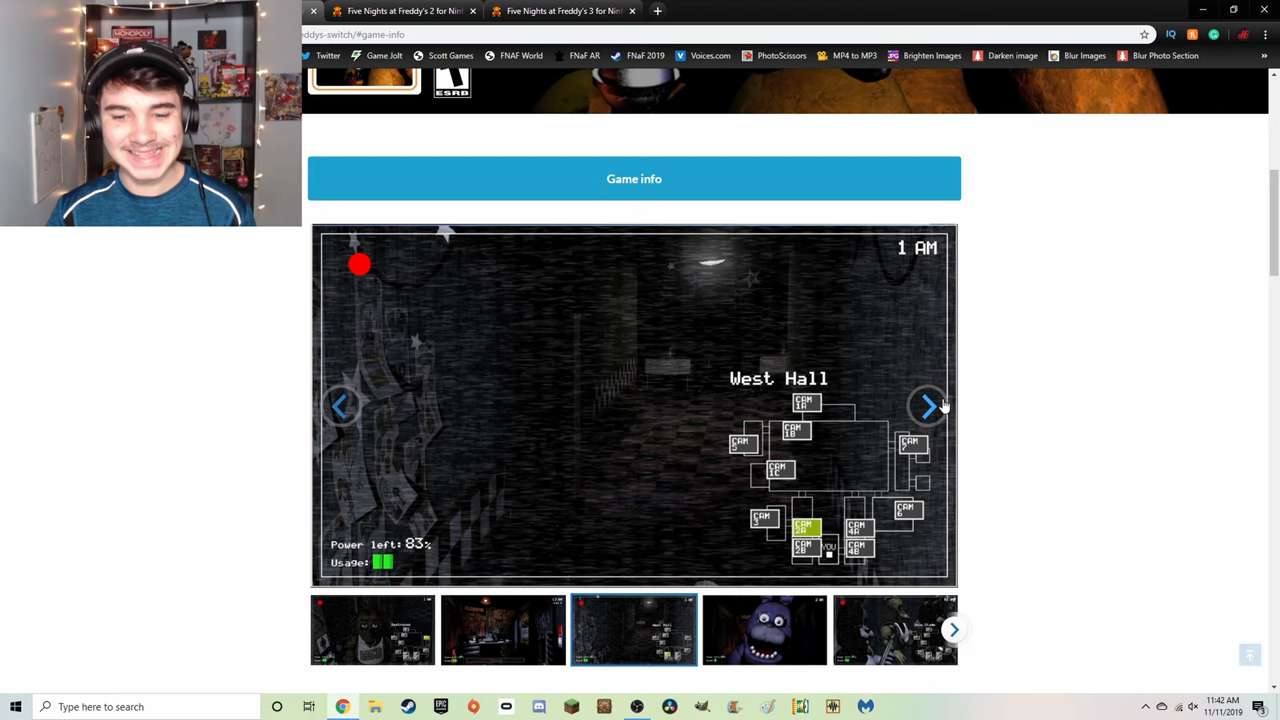 Five Nights at Freddy's 2 for Nint
Five Nights at Freddy's 3 for Nint
eddys-switch/#game-info
Twitter
Game Jolt
Scott Games
FNAF World
FNaF AR
FNaF 2019
Voices.com
PhotoScissors
MP4 to MP3
Brighten Images
Darken image
Blur Images
Blur Photo Section
MONOPOLY
ESRB
Game info
1 AM
West Hall
CAM 1A
CAM 1B
CAM 5
CAM 7
CAM 1C
CAM 6
CAM 3
CAM 2A
CAM 4A
CAM 2B
YOU
CAM 4B
Power left: 83%
Usage:
Type here to search
11:42 AM
11/11/2019